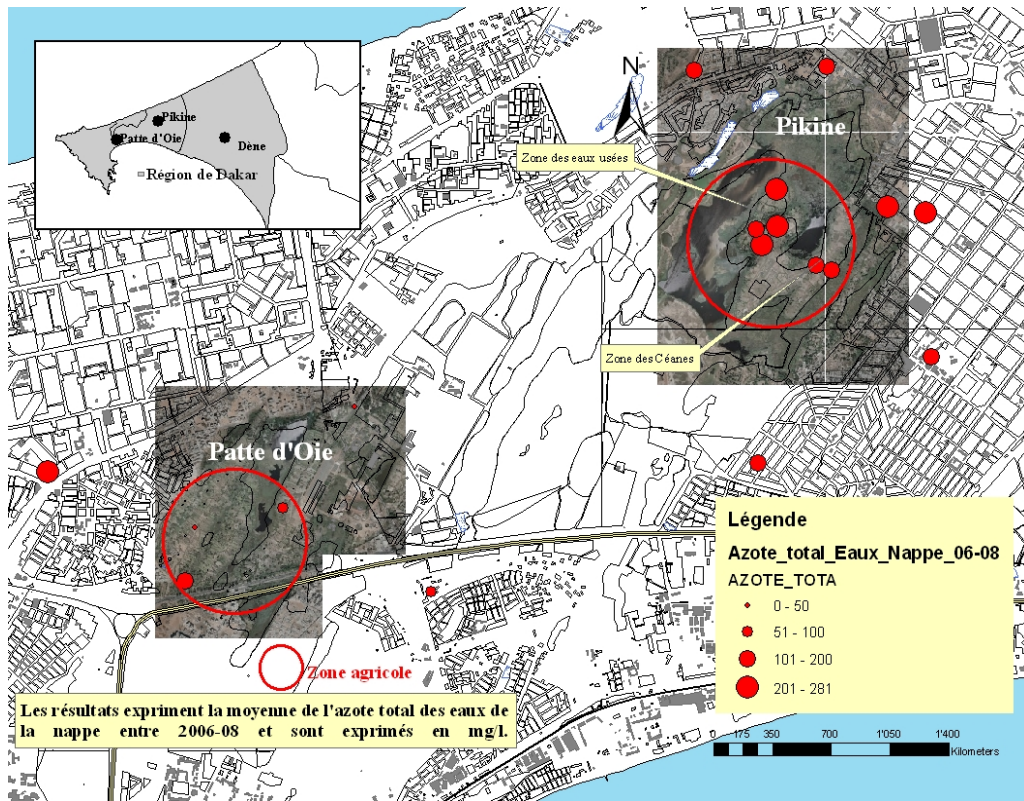 N
Pikine
Patte d'Oie
Dène
Région de Dakar
Pikine
Zone des eaux usées
Zone des Céanes
Patte d'Oie
Zone agricole
Les résultats expriment la moyenne de l'azote total des eaux de
la nappe entre 2006-08 et sont exprimés en mg/l.
Légende
Azote_total_Eaux_Nappe_06-08
AZOTE_TOTA
0 - 50
51 - 100
101 - 200
201 - 281
0 175 350 700 1'050 1'400
Kilometers